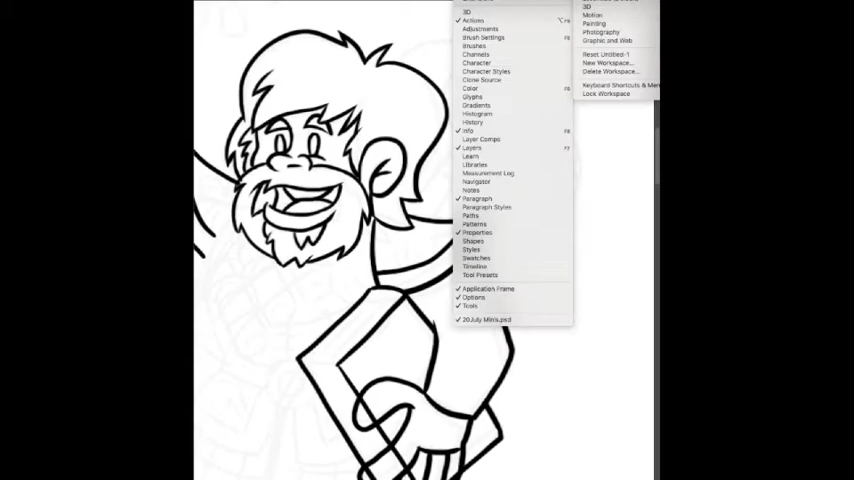 3D
Actions
Adjustments
Brush Settings
Brushes
Channels
Character
Character Styles
Clone Source
Color
Glyphs
Gradients
Histogram
History
Info
Layer Comps
Layers
Learn
Libraries
Measurement Log
Navigator
Notes
Paragraph
Paragraph Styles
Paths
Patterns
Properties
Shapes
Styles
Swatches
Timeline
Tool Presets
Application Frame
Options
Tools
20July Minis.psd
3D
Motion
Painting
Photography
Graphic and Web
Reset Untitled-1
New Workspace...
Delete Workspace...
Keyboard Shortcuts &
Lock Workspace